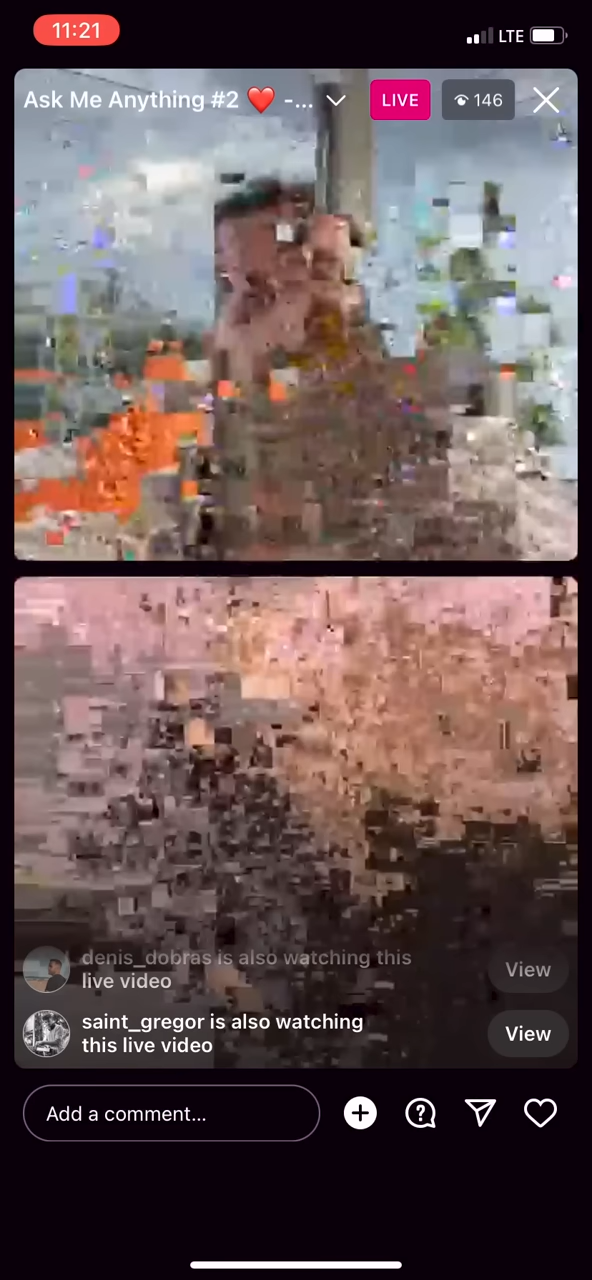 11:21
LTE
Ask Me Anything #2 ❤️ -...
LIVE
146
denis_dobras is also watching this
live video
View
saint_gregor is also watching
this live video
View
Add a comment...